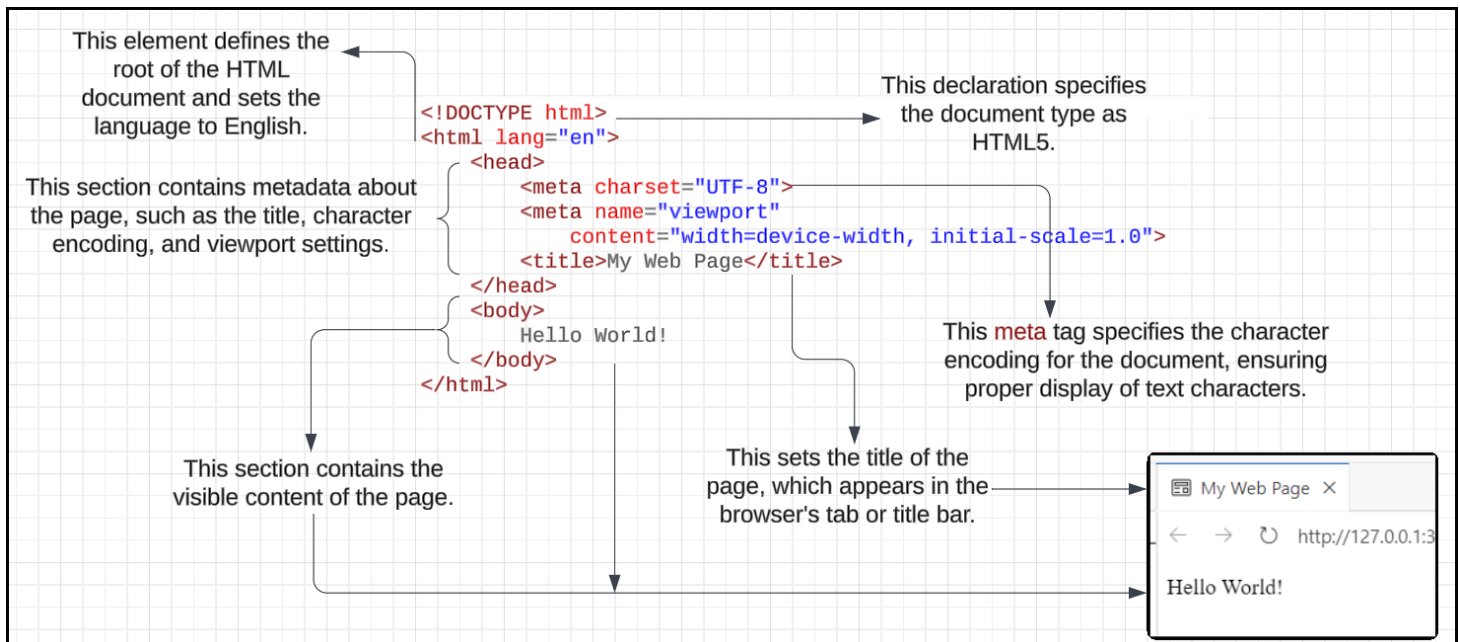 This element defines the
root of the HTML
document and sets the
language to English.
This declaration specifies
the document type as
HTML5.
<!DOCTYPE html>
<html lang="en">
<head>
<meta charset="UTF-8">
<meta name="viewport"
content="width=device-width, initial-scale=1.0">
<title>My Web Page</title>
</head>
<body>
Hello World!
</body>
</html>
This section contains metadata about
the page, such as the title, character
encoding, and viewport settings.
This meta tag specifies the character
encoding for the document, ensuring
proper display of text characters.
This section contains the
visible content of the page.
This sets the title of the
page, which appears in the
browser's tab or title bar.
My Web Page
http://127.0.0.1:3
Hello World!